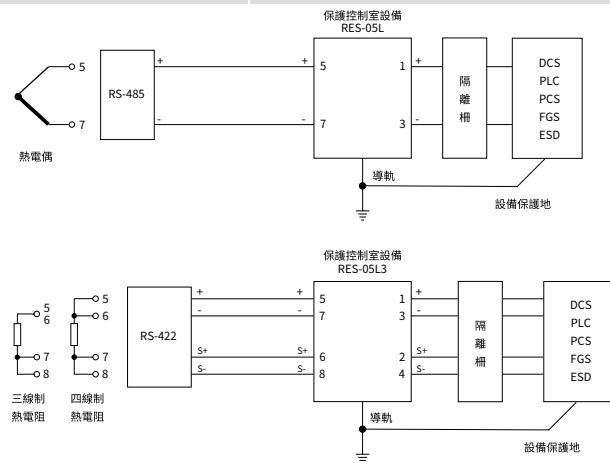 保護控制室設備
RES-05L
5
7
熱電偶
RS-485
+
+
-
-
5
1
7
3
+
-
隔
離
柵
DCS
PLC
PCS
FGS
ESD
導軌
設備保護地
保護控制室設備
RES-05L3
5
6
7
8
三線制
熱電阻
5
6
7
8
四線制
熱電阻
RS-422
+
+
-
-
S+
S+
S-
S-
5
1
7
3
6
2
8
4
+
-
S+
S-
隔
離
柵
DCS
PLC
PCS
FGS
ESD
導軌
設備保護地